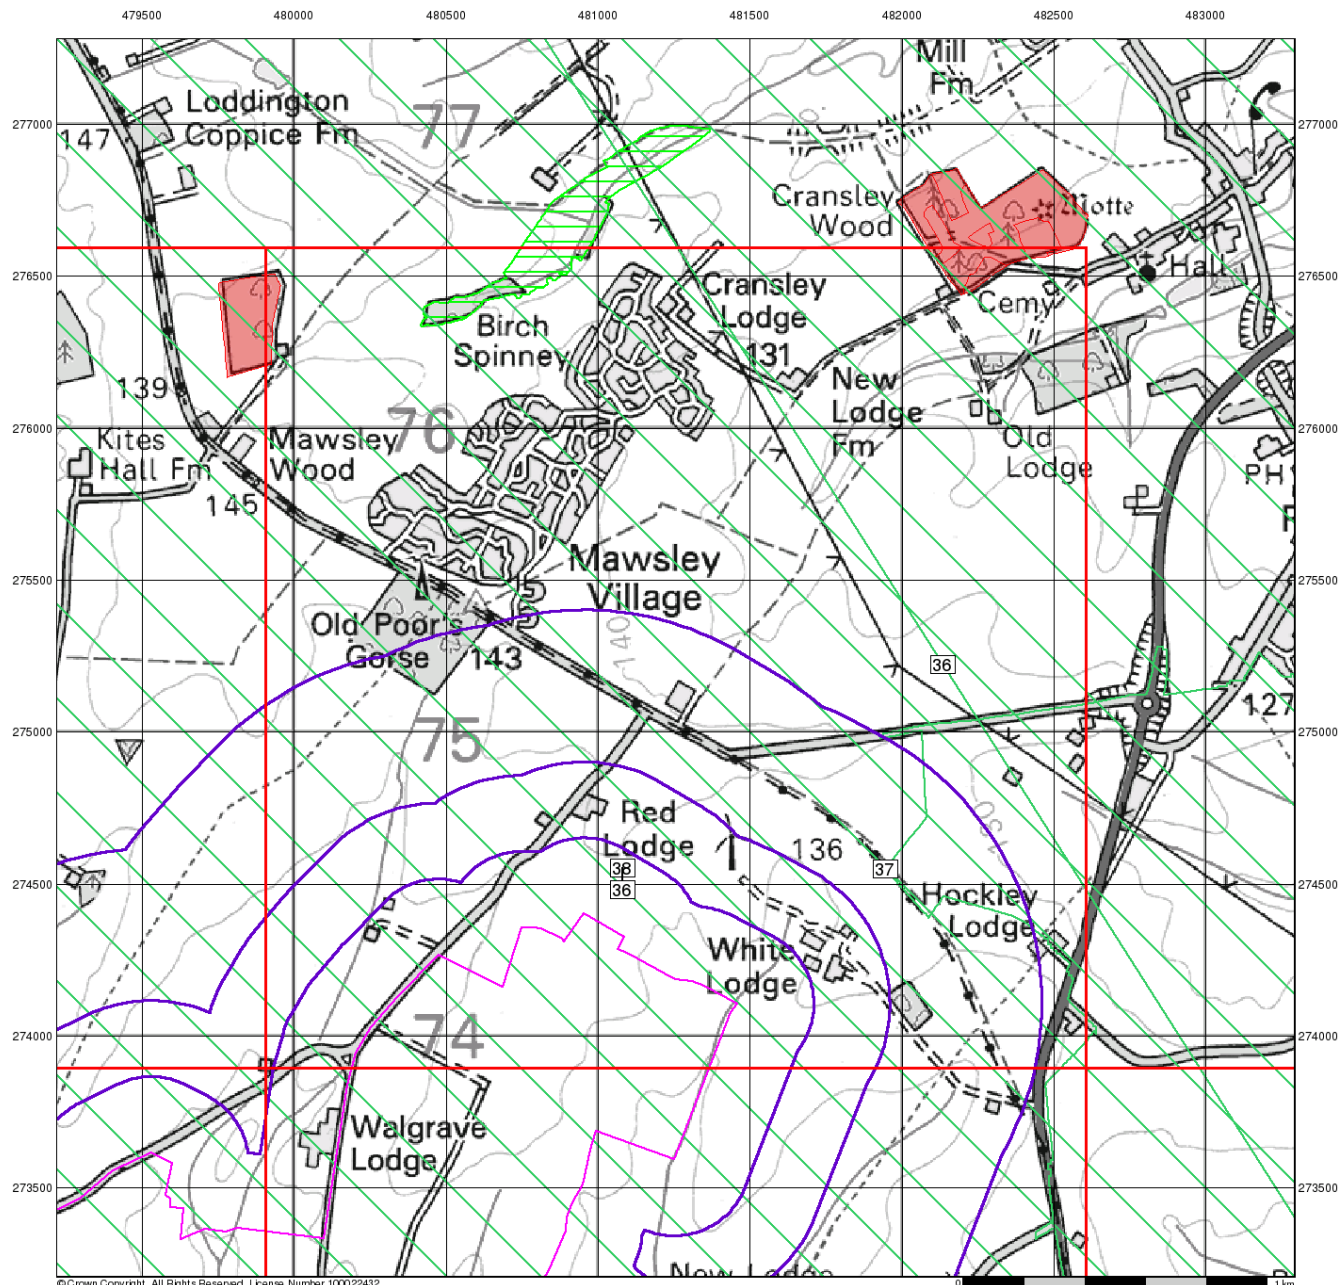 479500 480000 480500 481000 481500 482000 482500 483000
Mill
Fm
Loddington
Coppice Fm
77
147
277000 277000
Cransley
Wood
Motte
Hall
276500 276500
Cransley
Lodge
Cemy
Birch
Spinney
131
139
New
Lodge
Fm
76
Kites
Hall Fm
Mawsley
Wood
276000 276000
Old
Lodge
PH
145
Mawsley
Village
275500 275500
Old Poor's
Gorse
143
140
36
127
75
275000 275000
Red
Lodge
136
130
38
36
37
274500 274500
Hockley
Lodge
White
Lodge
74
274000 274000
Walgrave
Lodge
273500 273500
New Lodge
© Crown Copyright. All Rights Reserved. License Number 100022432
0 1 km